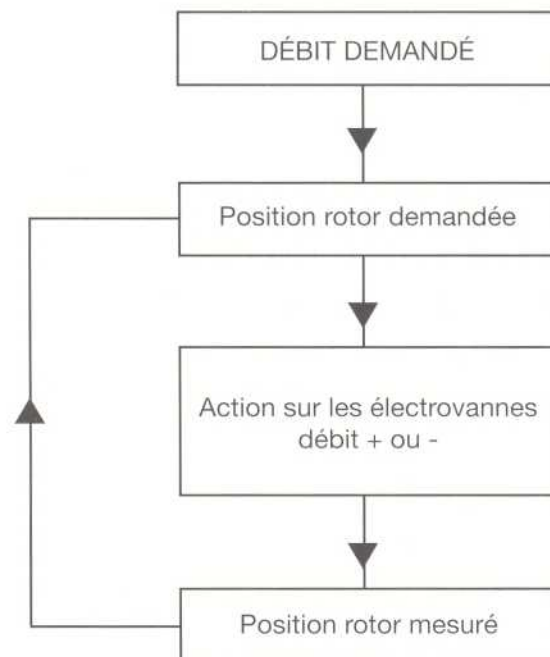 DÉBIT DEMANDÉ
Position rotor demandée
Action sur les électrovannes
débit + ou -
Position rotor mesuré